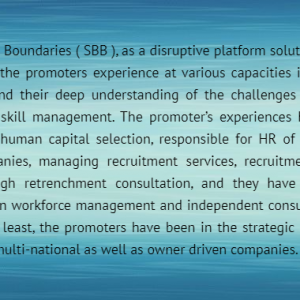 Boundaries ( SBB ), as a disruptive platform solut
the promoters experience at various capacities i
nd their deep understanding of the challenges
skill management. The promoter's experiences
human capital selection, responsible for HR of
anies, managing recruitment services, recruitme
gh retrenchment consultation, and they have
n workforce management and independent consu
least, the promoters have been in the strategic
multi-national as well as owner driven companies.